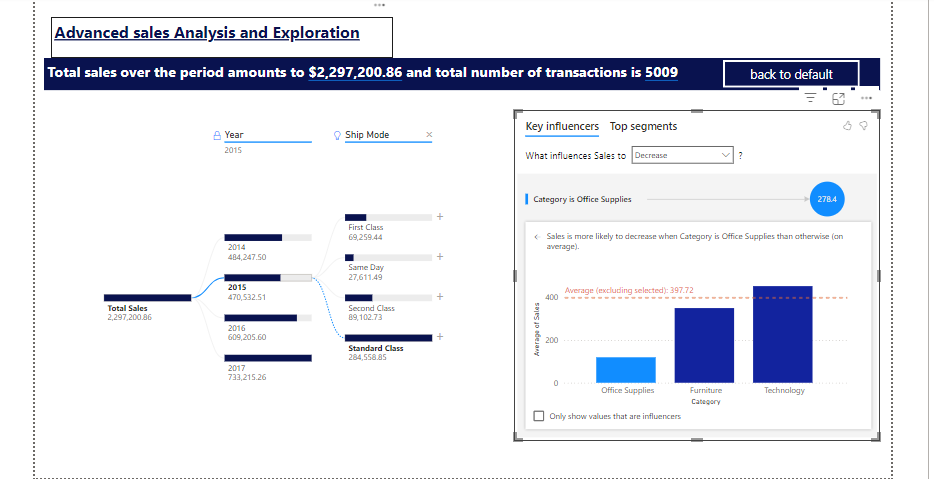 Advanced sales Analysis and Exploration
Total sales over the period amounts to $2,297,200.86 and total number of transactions is 5009
back to default
Year
2015
Ship Mode
Total Sales
2,297,200.86
2014
484,247.50
2015
470,532.51
2016
609,205.60
2017
733,215.26
First Class
69,259.44
Same Day
27,611.49
Second Class
89,102.73
Standard Class
284,558.85
Key influencers Top segments
What influences Sales to Decrease ?
Category is Office Supplies
278.4
Sales is more likely to decrease when Category is Office Supplies than otherwise (on
average).
Average (excluding selected): 397.72
400
200
0
Average of Sales
Office Supplies Furniture Technology
Category
Only show values that are influencers